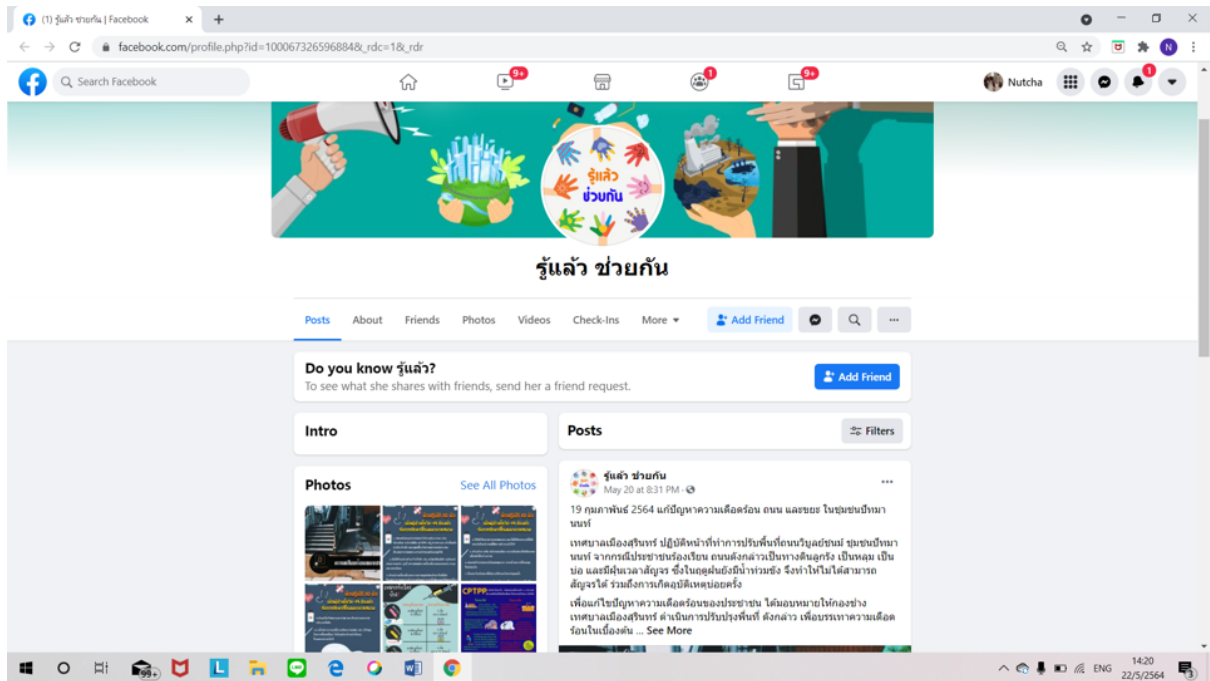 (1) รู้แล้ว ช่วยกัน | Facebook
facebook.com/profile.php?id=100067326596884&_rdc=1&_rdr
N
Search Facebook
9+
1
9+
Nutcha
1
รู้แล้ว
ช่วยกัน
รู้แล้ว ช่วยกัน
Posts About Friends Photos Videos Check-Ins More Add Friend
Do you know รู้แล้ว?
To see what she shares with friends, send her a friend request.
Add Friend
Intro
Photos See All Photos
CPTPP
Posts Filters
รู้แล้ว ช่วยกัน
May 20 at 8:31 PM ·
19 กุมภาพันธ์ 2564 แก้ปัญหาความเดือดร้อน ถนน และขยะ ในชุมชนปัทมา
นนท์
เทศบาลเมืองสุรินทร์ ปฏิบัติหน้าที่ทำการปรับพื้นที่ถนนวิบูลย์ชนม์ ชุมชนปัทมา
นนท์ จากกรณีประชาชนร้องเรียน ถนนดังกล่าวเป็นทางดินลูกรัง เป็นหลุม เป็น
บ่อ และมีฝุ่นเวลาสัญจร ซึ่งในฤดูฝนยังมีน้ำท่วมขัง จึงทำให้ไม่ได้สามารถ
สัญจรได้ ร่วมถึงการเกิดอุบัติเหตุบ่อยครั้ง
เพื่อแก้ไขปัญหาความเดือดร้อนของประชาชน ได้มอบหมายให้กองช่าง
เทศบาลเมืองสุรินทร์ ดำเนินการปรับปรุงพื้นที่ ดังกล่าว เพื่อบรรเทาความเดือด
ร้อนในเบื้องต้น ... See More
99+
L
ENG
14:20
22/5/2564
3